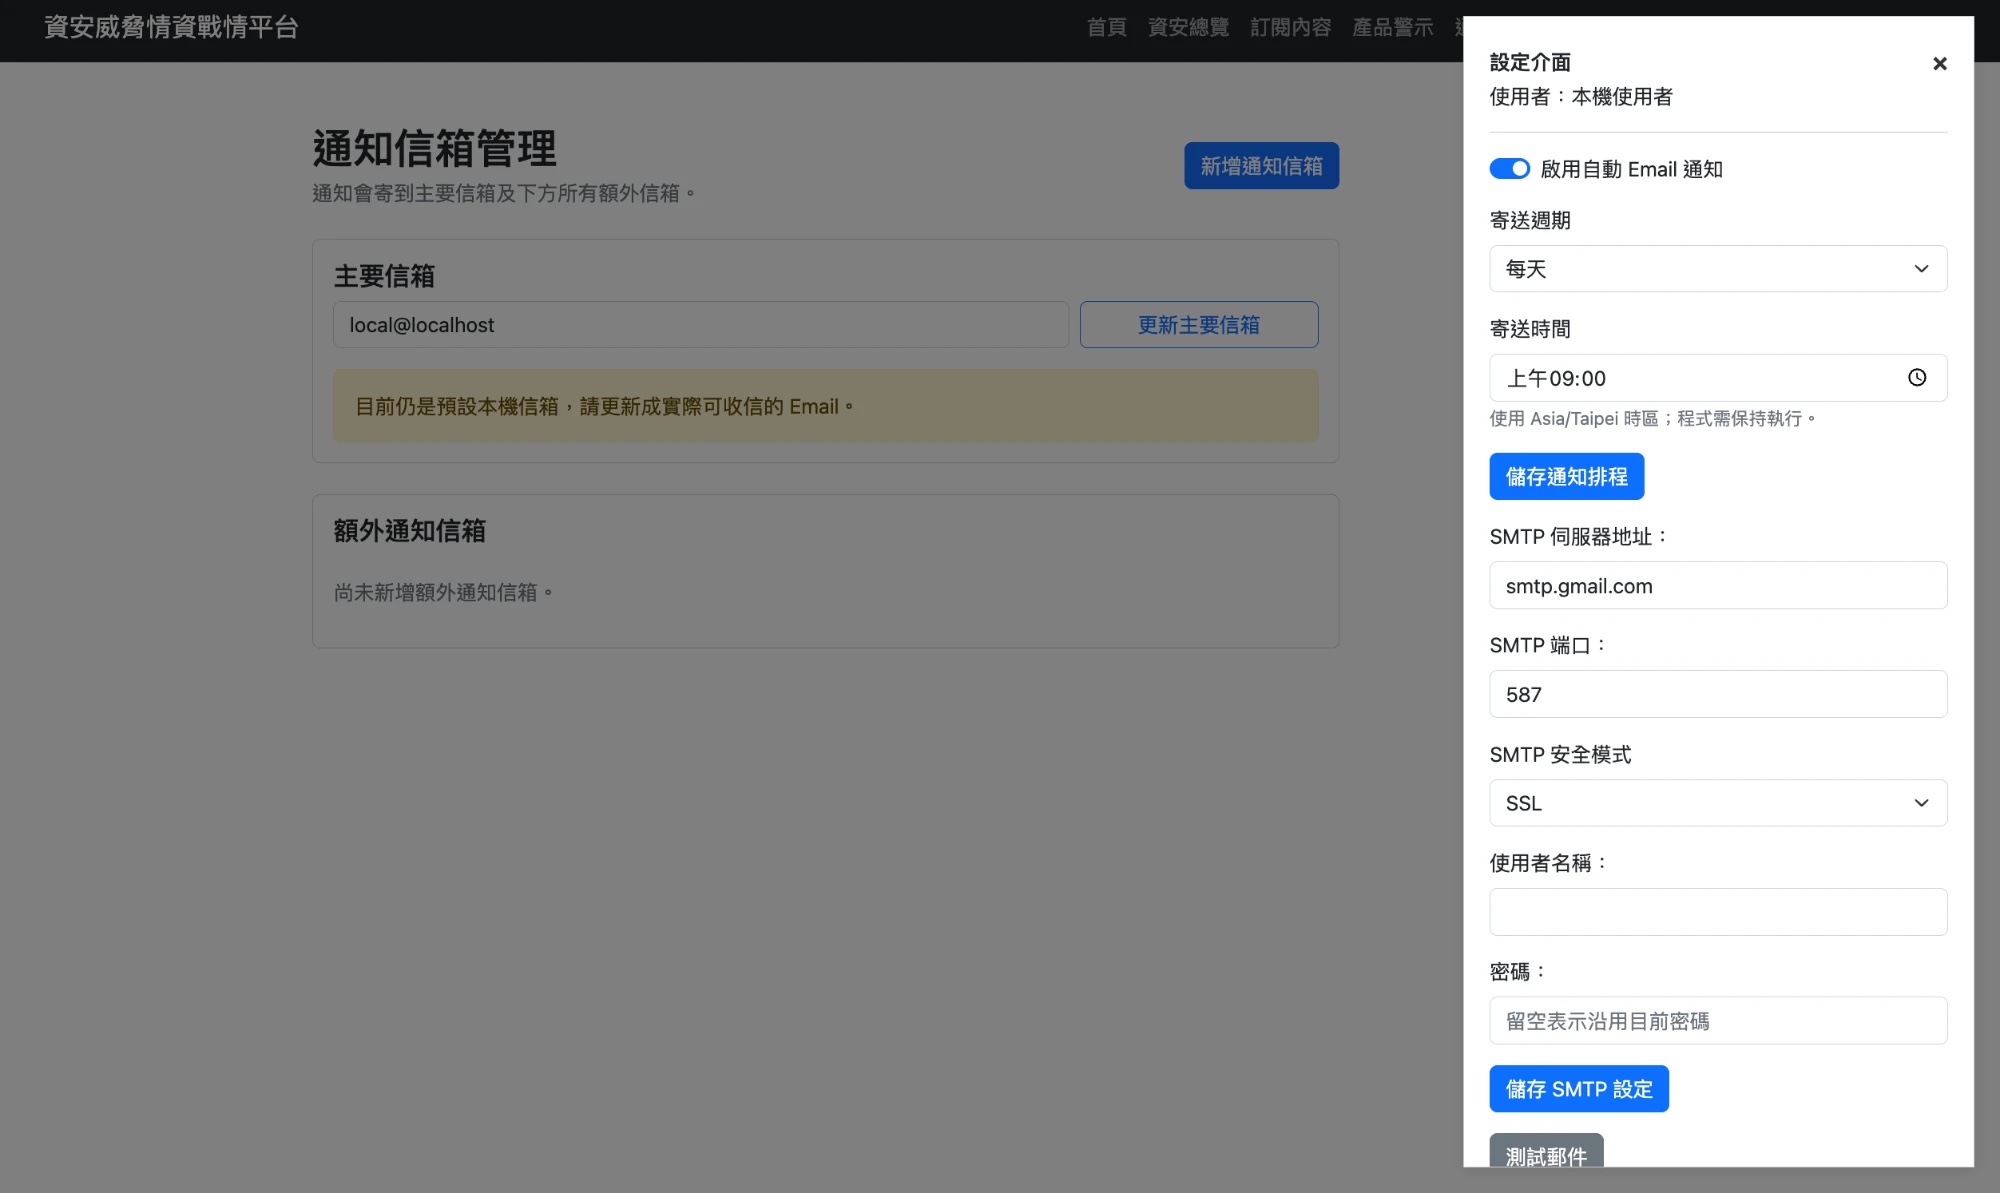 資安威脅情資戰情平台
首頁 資安總覽 訂閱內容 產品警示
通知信箱管理
通知會寄到主要信箱及下方所有額外信箱。
新增通知信箱
主要信箱
local@localhost
更新主要信箱
目前仍是預設本機信箱，請更新成實際可收信的 Email。
額外通知信箱
尚未新增額外通知信箱。
設定介面
使用者：本機使用者
啟用自動 Email 通知
寄送週期
每天
寄送時間
上午09:00
使用 Asia/Taipei 時區；程式需保持執行。
儲存通知排程
SMTP 伺服器地址：
smtp.gmail.com
SMTP 端口：
587
SMTP 安全模式
SSL
使用者名稱：
密碼：
留空表示沿用目前密碼
儲存 SMTP 設定
測試郵件